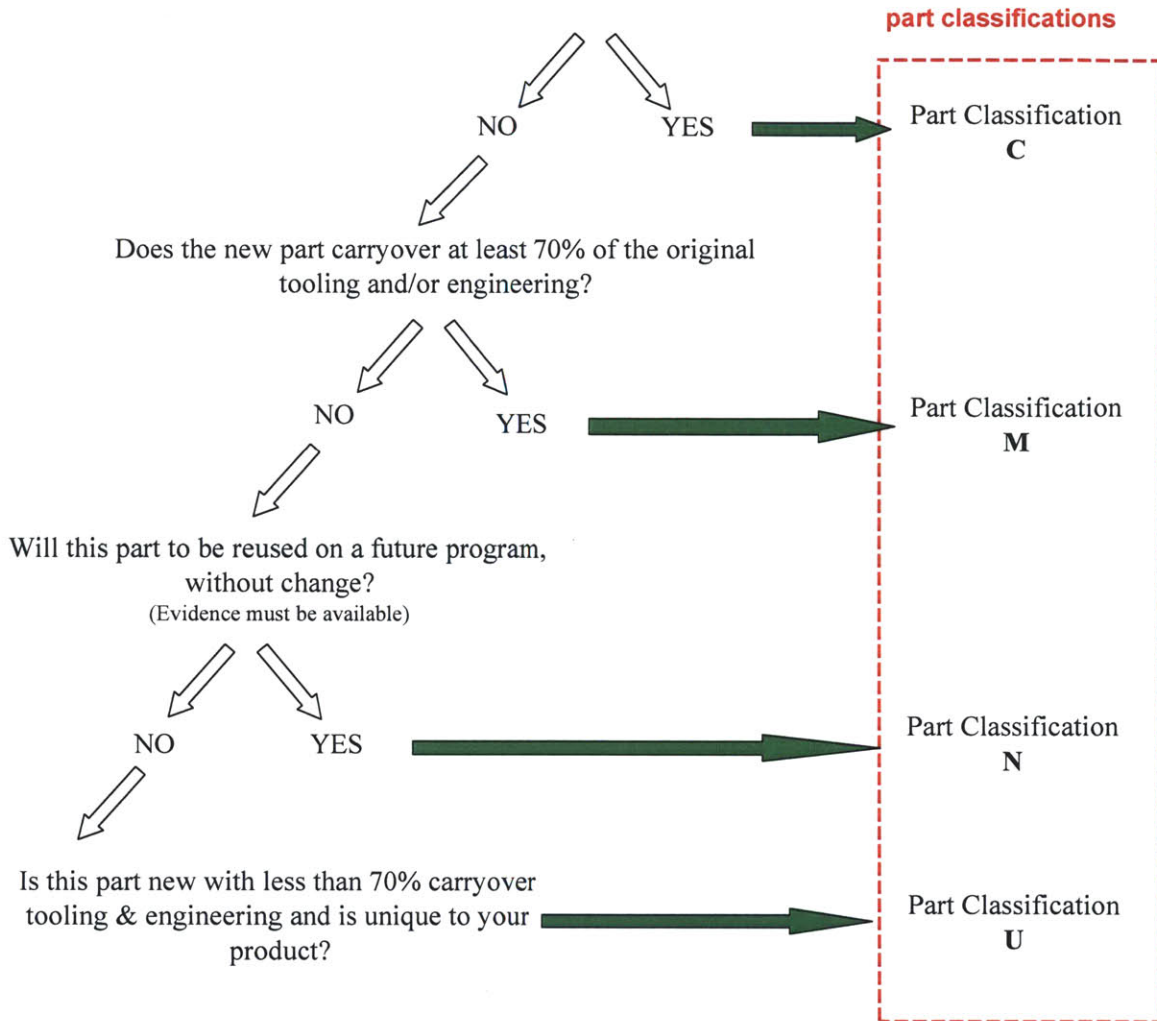 part classifications
NO
YES
Part Classification
C
Does the new part carryover at least 70% of the original
tooling and/or engineering?
NO
YES
Part Classification
M
Will this part to be reused on a future program,
without change?
(Evidence must be available)
NO
YES
Part Classification
N
Is this part new with less than 70% carryover
tooling & engineering and is unique to your
product?
Part Classification
U